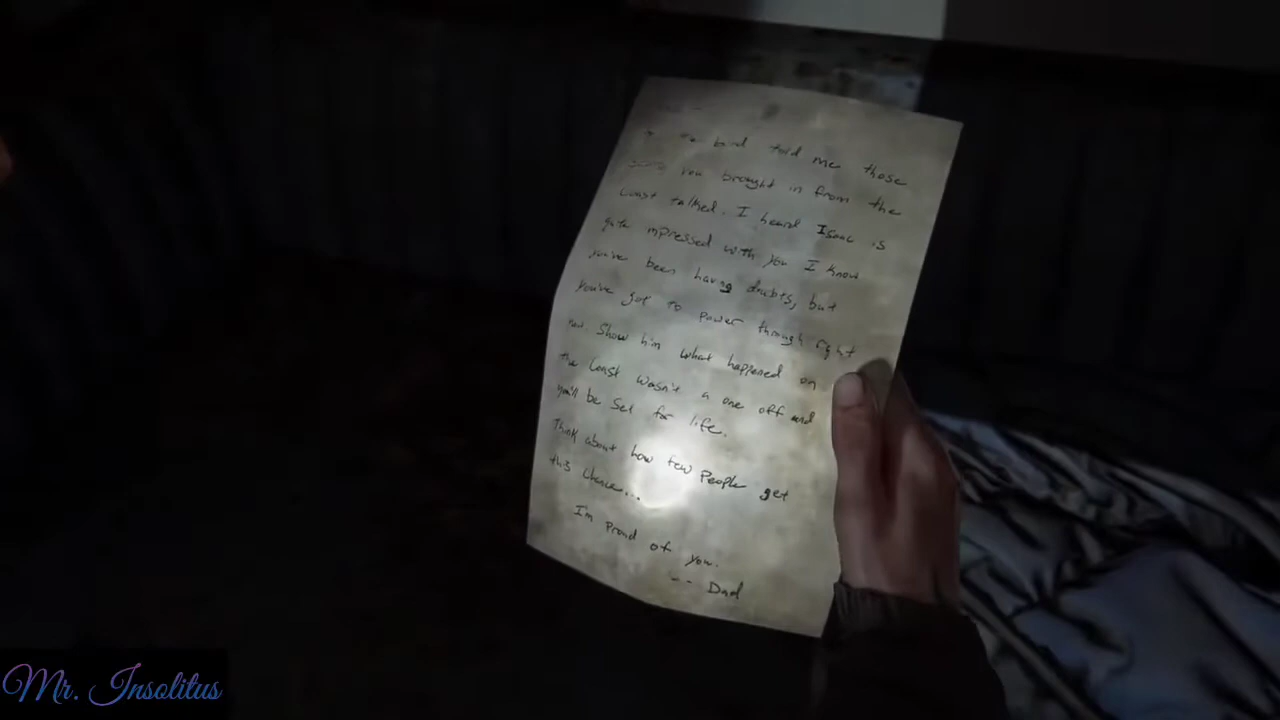 bird told me those
you brought in from the
Coast talked. I heard Isaac is
quite impressed with you I know
you've been having doubts, but
you've got to power through right
now. Show him what happened on
the Coast wasn't a one off and
you'll be set for life.
Think about how few People get
this chance...
I'm Proud of you.
-- Dad
Mr. Insolitus